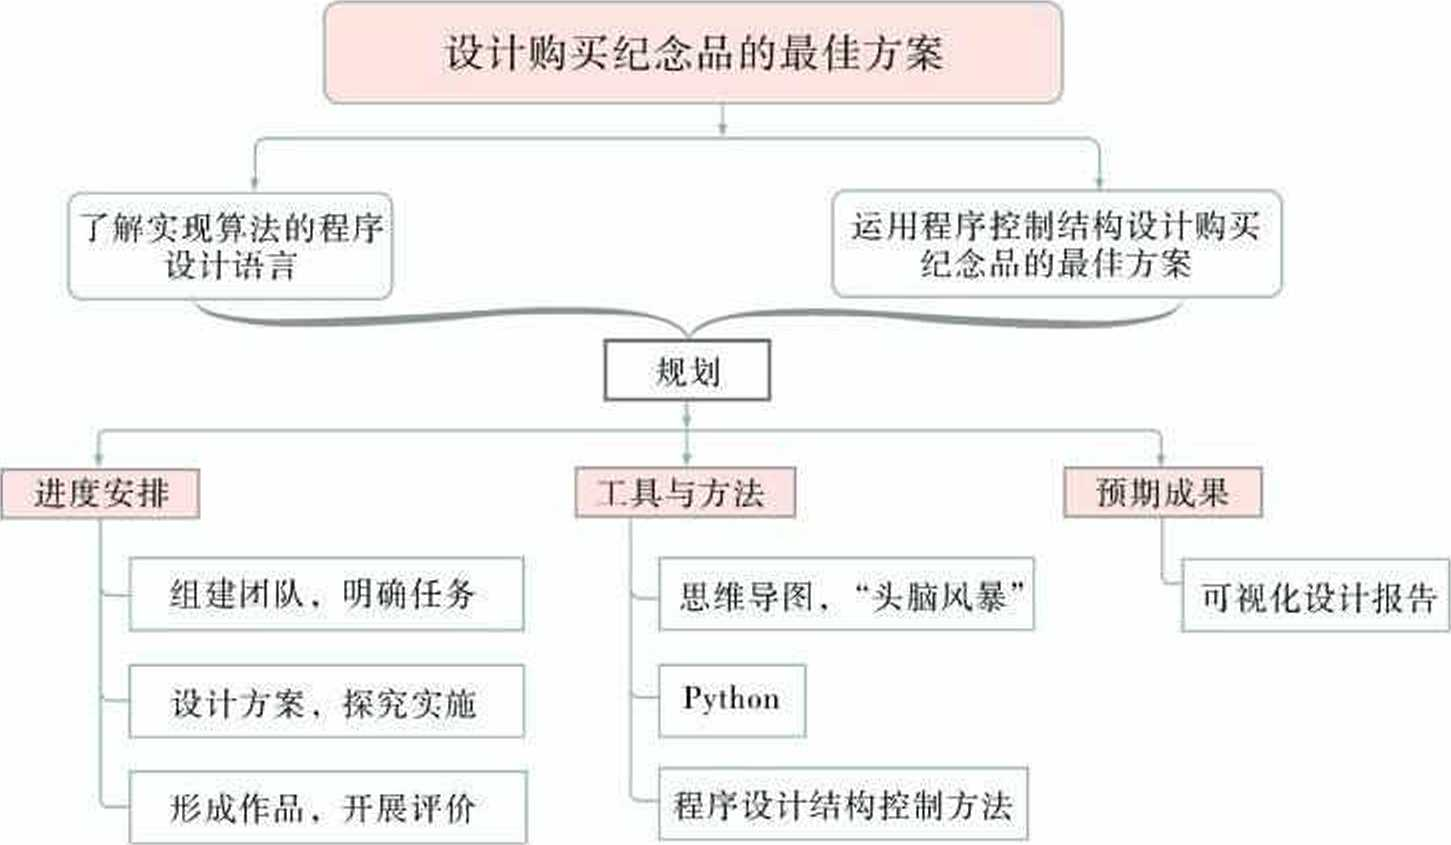 设计购买纪念品的最佳方案
了解实现算法的程序
设计语言
运用程序控制结构设计购买
纪念品的最佳方案
规划
进度安排
组建团队，明确任务
设计方案，探究实施
形成作品，开展评价
工具与方法
思维导图，“头脑风暴”
Python
程序设计结构控制方法
预期成果
可视化设计报告